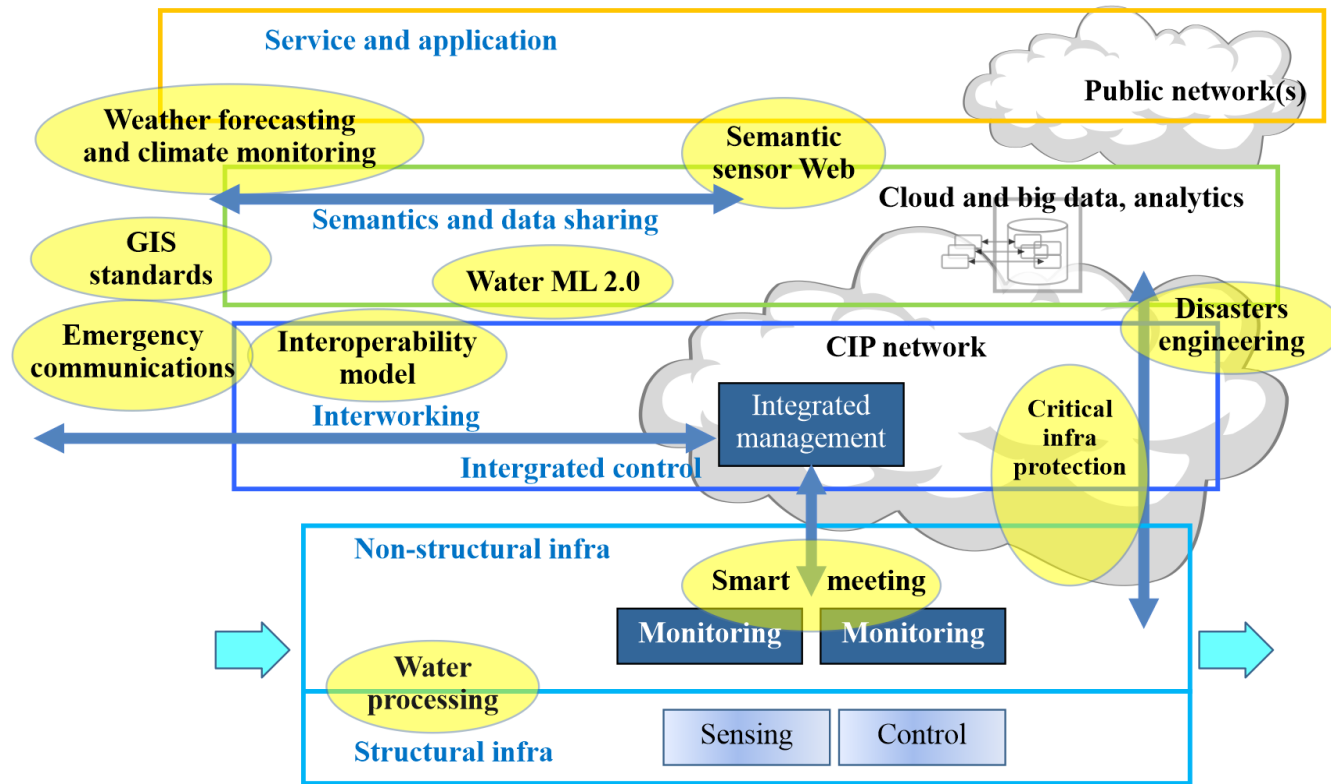 Service and application
Public network(s)
Weather forecasting
and climate monitoring
Semantic
sensor Web
Cloud and big data, analytics
Semantics and data sharing
GIS
standards
Water ML 2.0
Disasters
engineering
Emergency
communications
Interoperability
model
CIP network
Integrated
management
Critical
infra
protection
Interworking
Intergrated control
Non-structural infra
Smart meeting
Monitoring
Monitoring
Water
processing
Structural infra
Sensing
Control